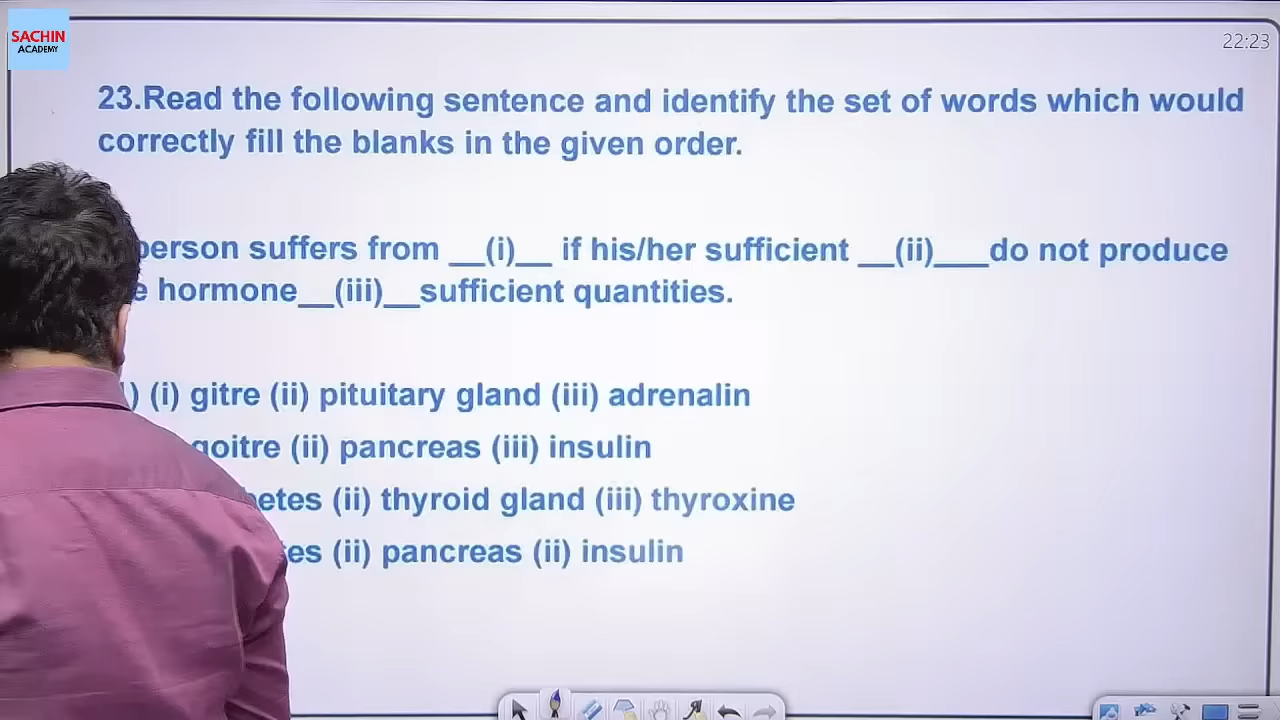 SACHIN
ACADEMY
22:23
23.Read the following sentence and identify the set of words which would
correctly fill the blanks in the given order.
person suffers from __(i)__ if his/her sufficient __(ii)___do not produce
hormone__(iii)__sufficient quantities.
(i) gitre (ii) pituitary gland (iii) adrenalin
goitre (ii) pancreas (iii) insulin
(ii) thyroid gland (iii) thyroxine
(ii) pancreas (ii) insulin